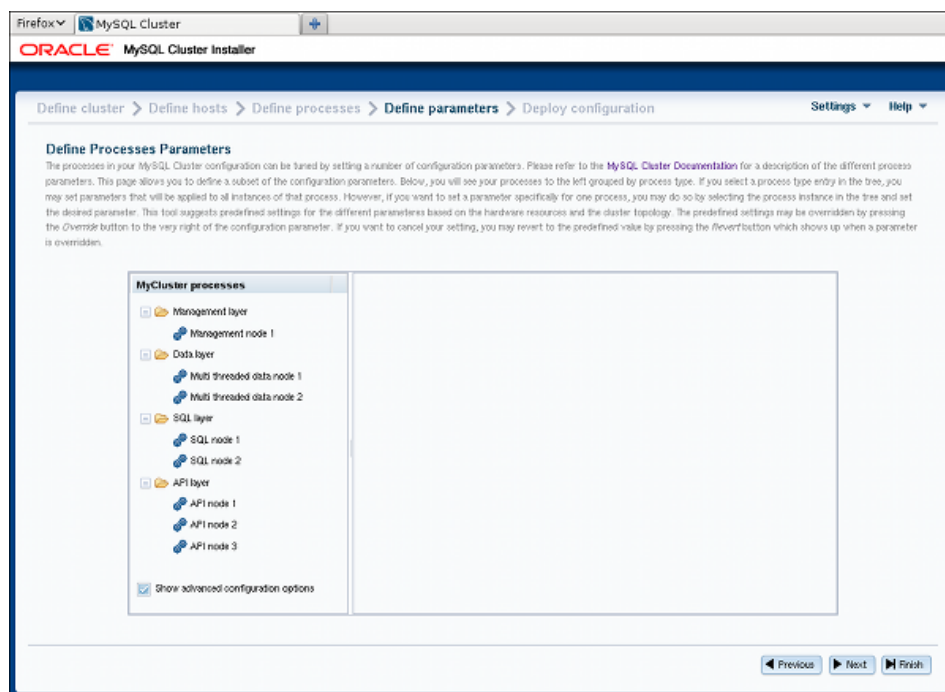 Firefox MySQL Cluster
ORACLE MySQL Cluster Installer
Define cluster Define hosts Define processes Define parameters Deploy configuration Settings Help
Define Processes Parameters
The processes in your MySQL Cluster configuration can be tuned by setting a number of configuration parameters. Please refer to the MySQL Cluster Documentation for a description of the different process
parameters. This page allows you to define a subset of the configuration parameters. Below, you will see your processes to the left grouped by process type. If you select a process type entry in the tree, you
may set parameters that will be applied to all instances of that process. However, if you want to set a parameter specifically for one process, you may do so by selecting the process instance in the tree and set
the desired parameter. This tool suggests predefined settings for the different parameteres based on the hardware resources and the cluster topology. The predefined settings may be overridden by pressing
the Override button to the very right of the configuration parameter. If you want to cancel your setting, you may revert to the predefined value by pressing the Revert button which shows up when a parameter
is overridden.
MyCluster processes
Management layer
Management node 1
Data layer
Multi threaded data node 1
Multi threaded data node 2
SQL layer
SQL node 1
SQL node 2
API layer
API node 1
API node 2
API node 3
Show advanced configuration options
Previous Next Finish